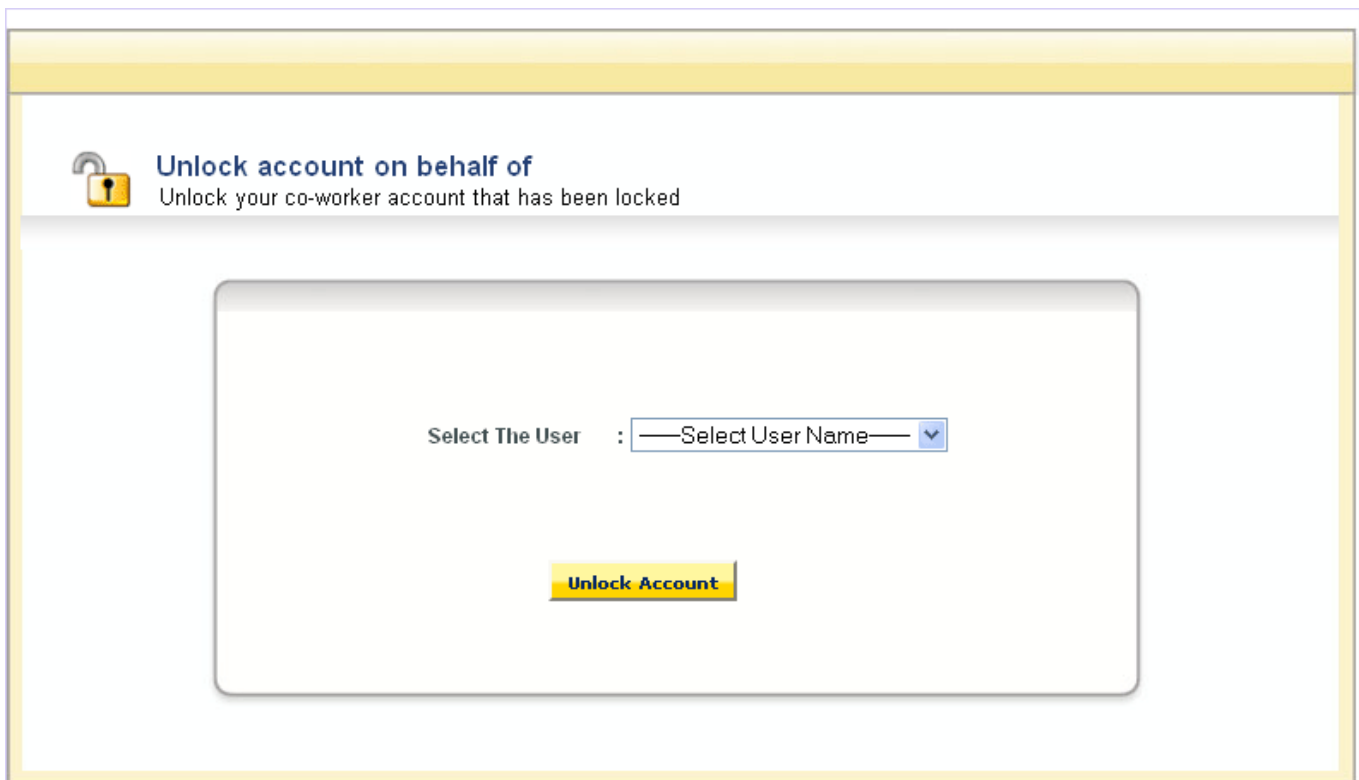 Unlock account on behalf of
Unlock your co-worker account that has been locked
Select The User : ——Select User Name——
Unlock Account